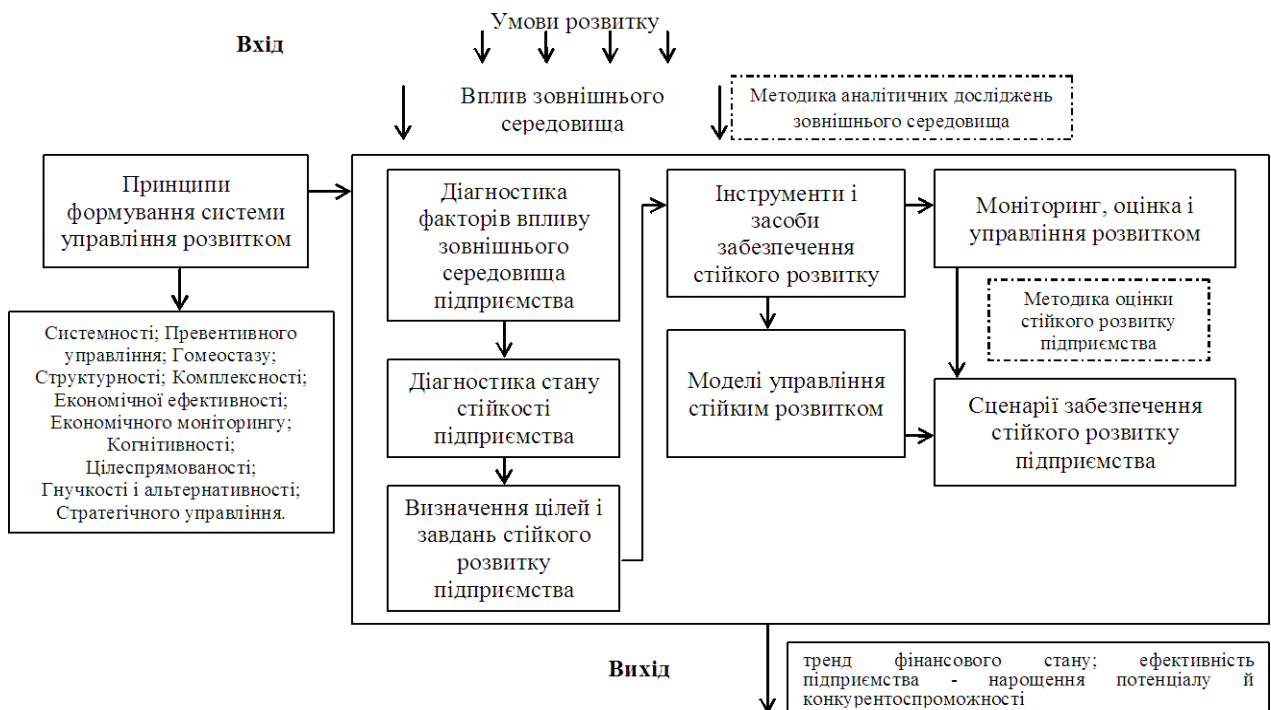 Умови розвитку
Вхід
Вплив зовнішнього
середовища
Методика аналітичних досліджень
зовнішнього середовища
Принципи
формування системи
управління розвитком
Системності; Превентивного
управління; Гомеостазу;
Структурності; Комплексності;
Економічної ефективності;
Економічного моніторингу;
Когнітивності;
Цілеспрямованості;
Гнучкості і альтернативності;
Стратегічного управління.
Діагностика
факторів впливу
зовнішнього
середовища
підприємства
Діагностика стану
стійкості
підприємства
Визначення цілей і
завдань стійкого
розвитку
підприємства
Інструменти і
засоби
забезпечення
стійкого розвитку
Моделі управління
стійким розвитком
Моніторинг, оцінка і
управління розвитком
Методика оцінки
стійкого розвитку
підприємства
Сценарії забезпечення
стійкого розвитку
підприємства
Вихід
тренд фінансового стану; ефективність
підприємства - нарощення потенціалу й
конкурентоспроможності